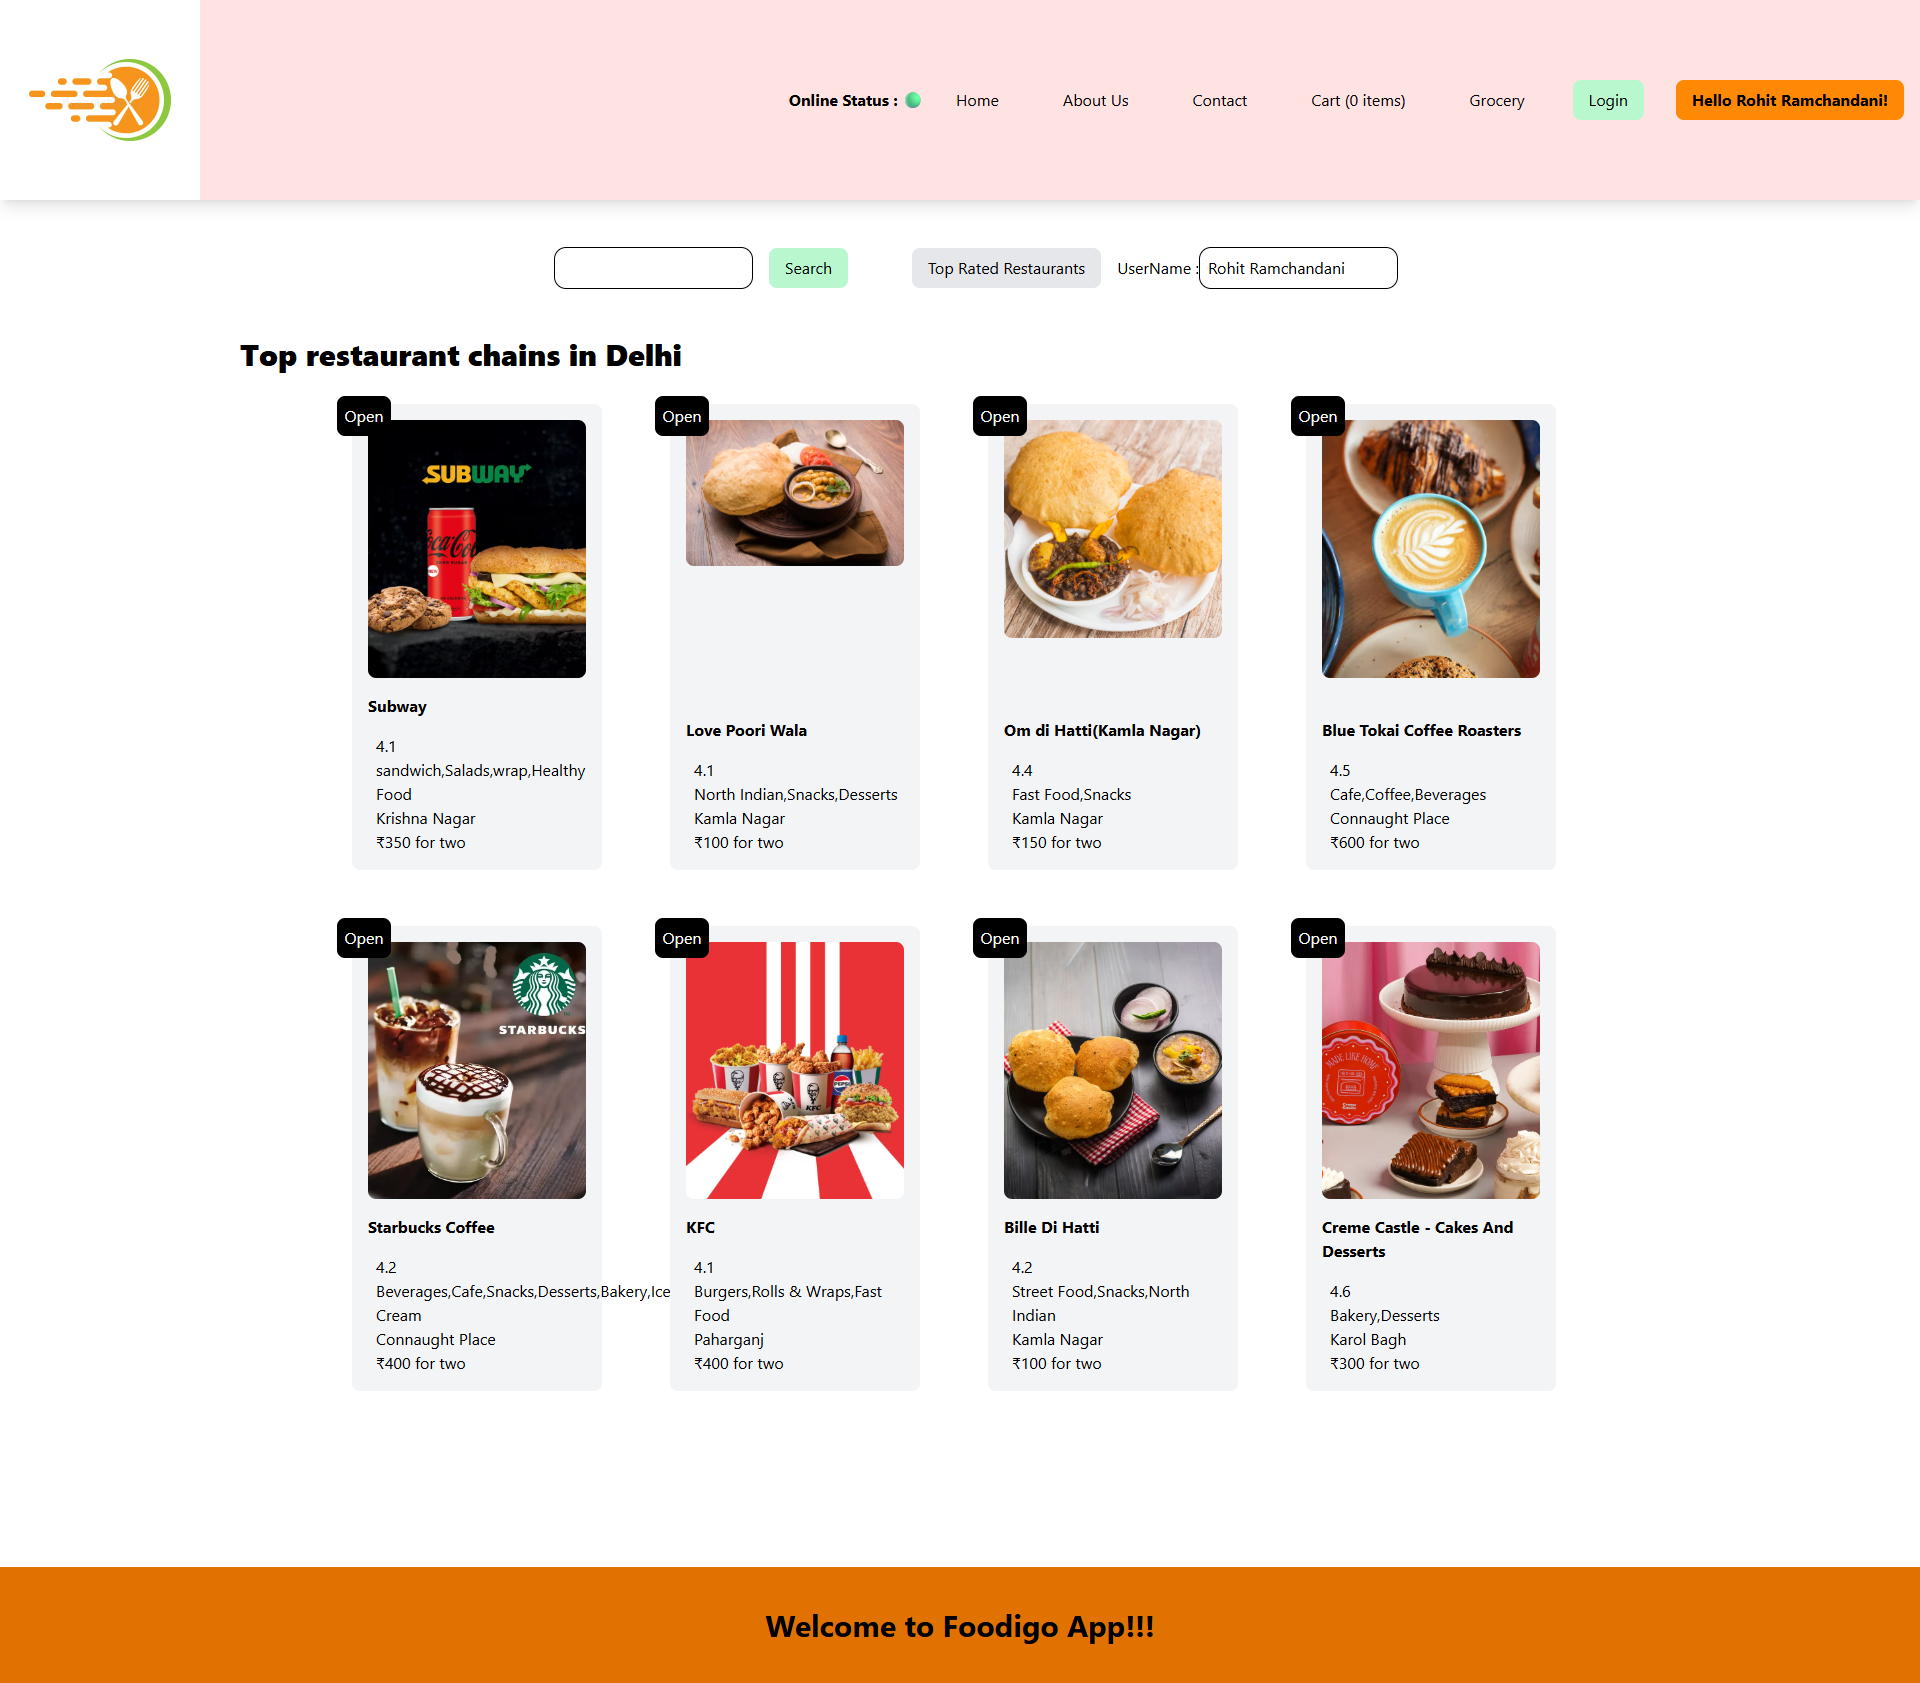 Online Status :
Home
About Us
Contact
Cart (0 items)
Grocery
Login
Hello Rohit Ramchandani!
Search
Top Rated Restaurants
UserName :
Rohit Ramchandani
Top restaurant chains in Delhi
Open
SUBWAY
Coca-Col
Subway
4.1
sandwich,Salads,wrap,Healthy
Food
Krishna Nagar
₹350 for two
Open
Love Poori Wala
4.1
North Indian,Snacks,Desserts
Kamla Nagar
₹100 for two
Open
Om di Hatti(Kamla Nagar)
4.4
Fast Food,Snacks
Kamla Nagar
₹150 for two
Open
Blue Tokai Coffee Roasters
4.5
Cafe,Coffee,Beverages
Connaught Place
₹600 for two
Open
STARBUCKS
Starbucks Coffee
4.2
Beverages,Cafe,Snacks,Desserts,Bakery,Ice
Cream
Connaught Place
₹400 for two
Open
PEPSI
KFC
KFC
4.1
Burgers,Rolls & Wraps,Fast
Food
Paharganj
₹400 for two
Open
Bille Di Hatti
4.2
Street Food,Snacks,North
Indian
Kamla Nagar
₹100 for two
Open
MADE LIKE HOME
Creme Castle - Cakes And
Desserts
4.6
Bakery,Desserts
Karol Bagh
₹300 for two
Welcome to Foodigo App!!!